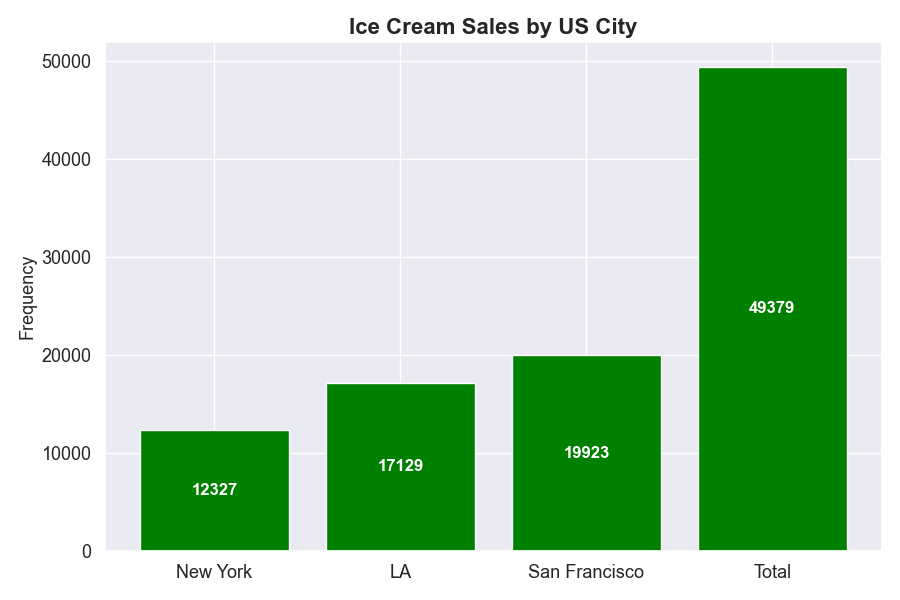 Ice Cream Sales by US City
Frequency
50000
40000
30000
20000
10000
0
12327
17129
19923
49379
New York
LA
San Francisco
Total